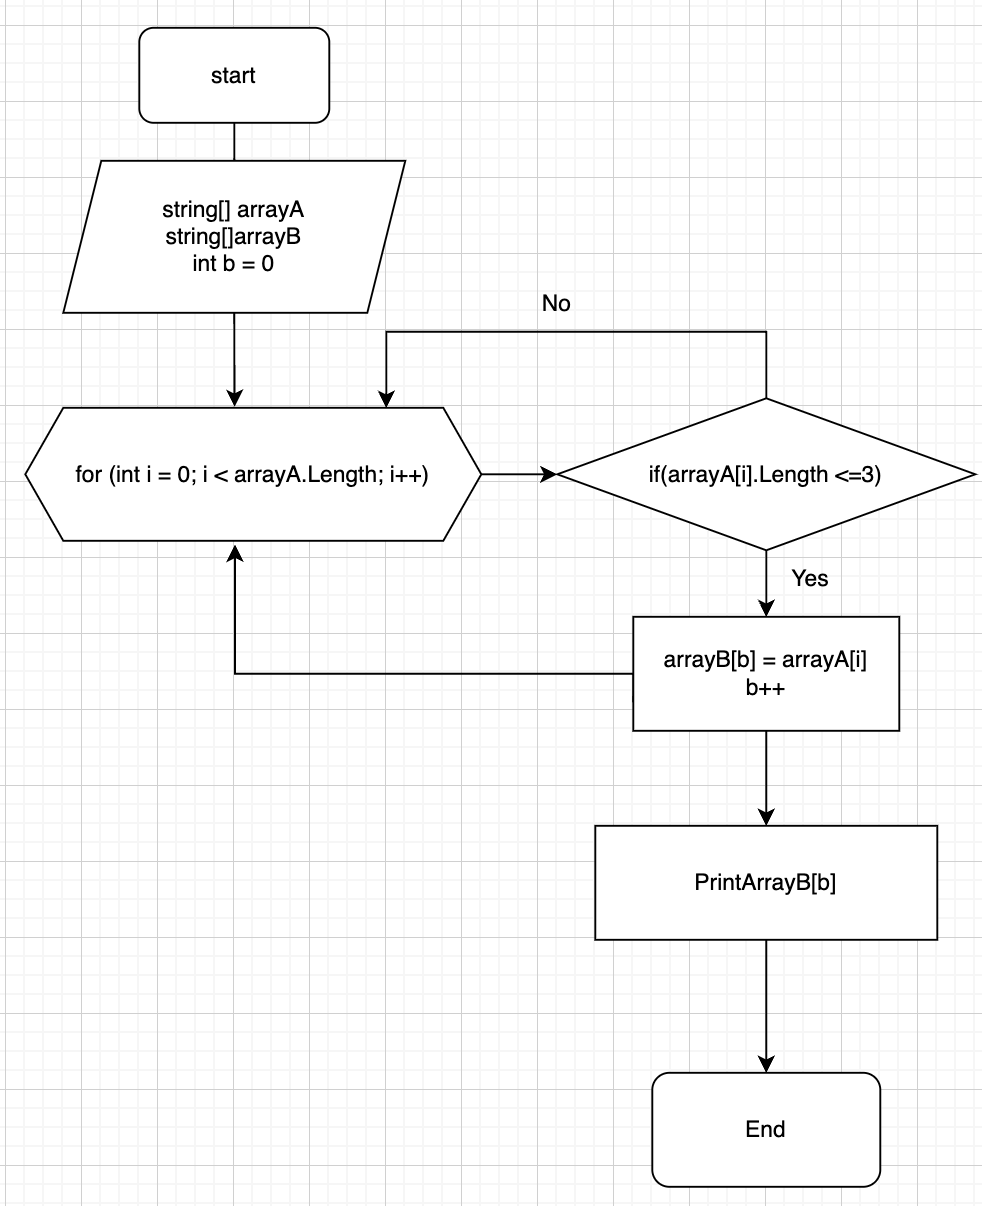 start
string[] arrayA
string[]arrayB
int b = 0
No
for (int i = 0; i < arrayA.Length; i++)
if(arrayA[i].Length <=3)
Yes
arrayB[b] = arrayA[i]
b++
PrintArrayB[b]
End